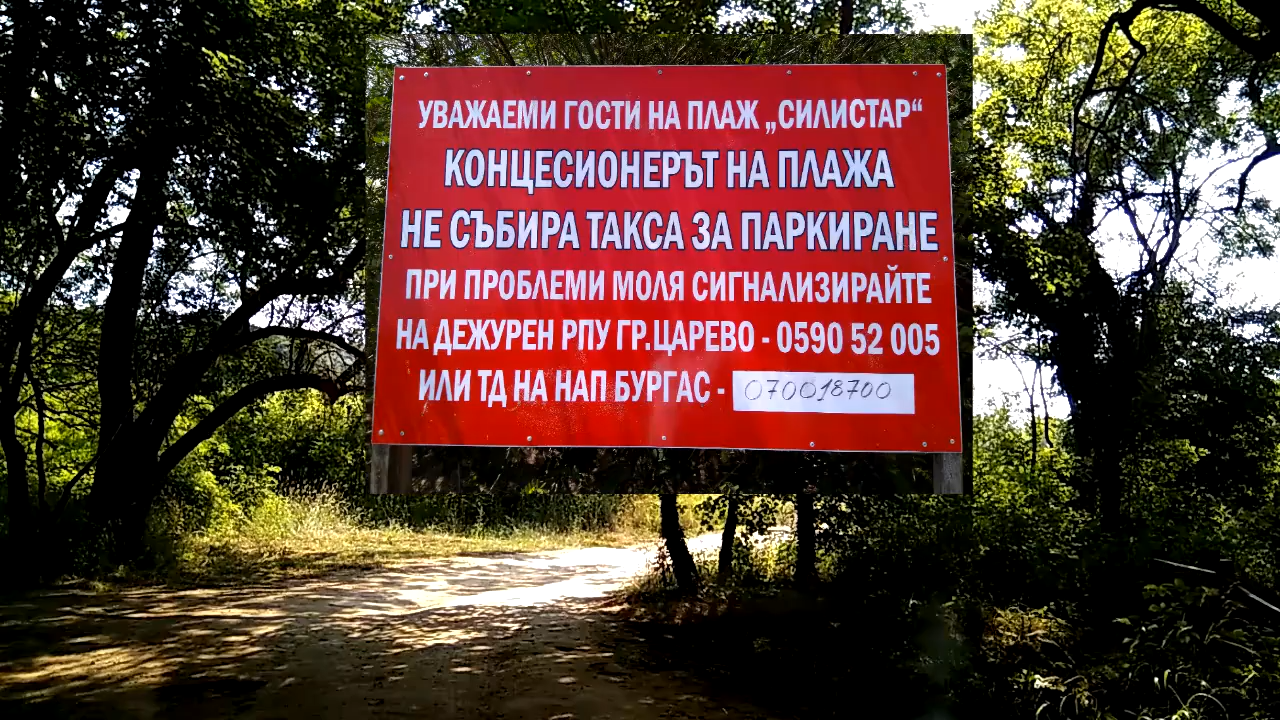 УВАЖАЕМИ ГОСТИ НА ПЛАЖ „СИЛИСТАР“
КОНЦЕСИОНЕРЪТ НА ПЛАЖА
НЕ СЪБИРА ТАКСА ЗА ПАРКИРАНЕ
ПРИ ПРОБЛЕМИ МОЛЯ СИГНАЛИЗИРАЙТЕ
НА ДЕЖУРЕН РПУ ГР.ЦАРЕВО - 0590 52 005
ИЛИ ТД НА НАП БУРГАС - 070018700